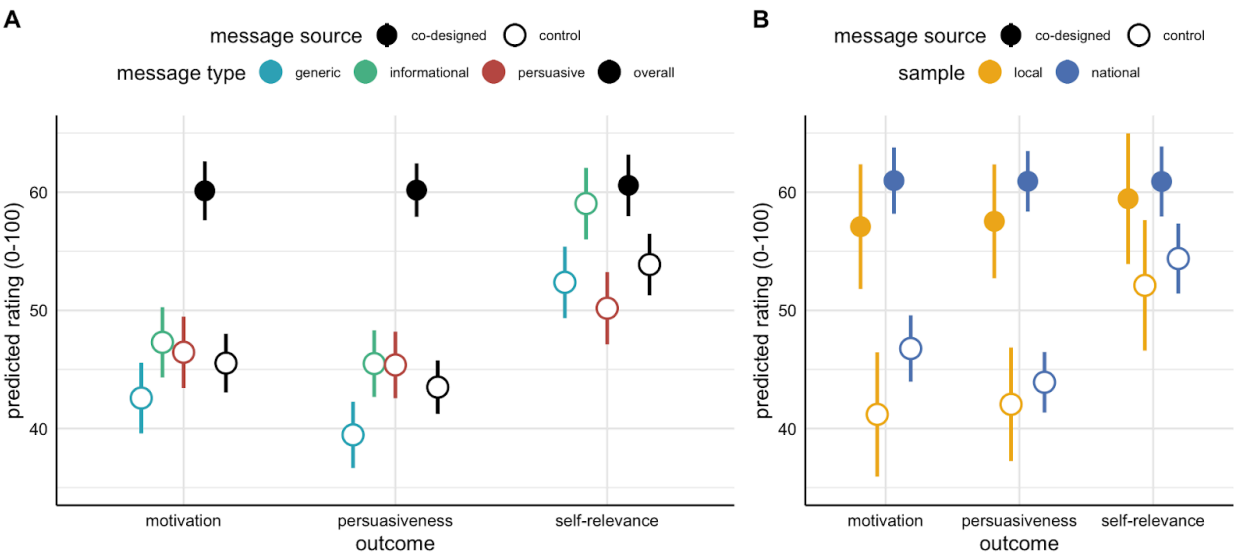 A
message source co-designed control
message type generic informational persuasive overall
predicted rating (0-100)
60
50
40
motivation persuasiveness self-relevance
outcome
B
message source co-designed control
sample local national
predicted rating (0-100)
60
50
40
motivation persuasiveness self-relevance
outcome